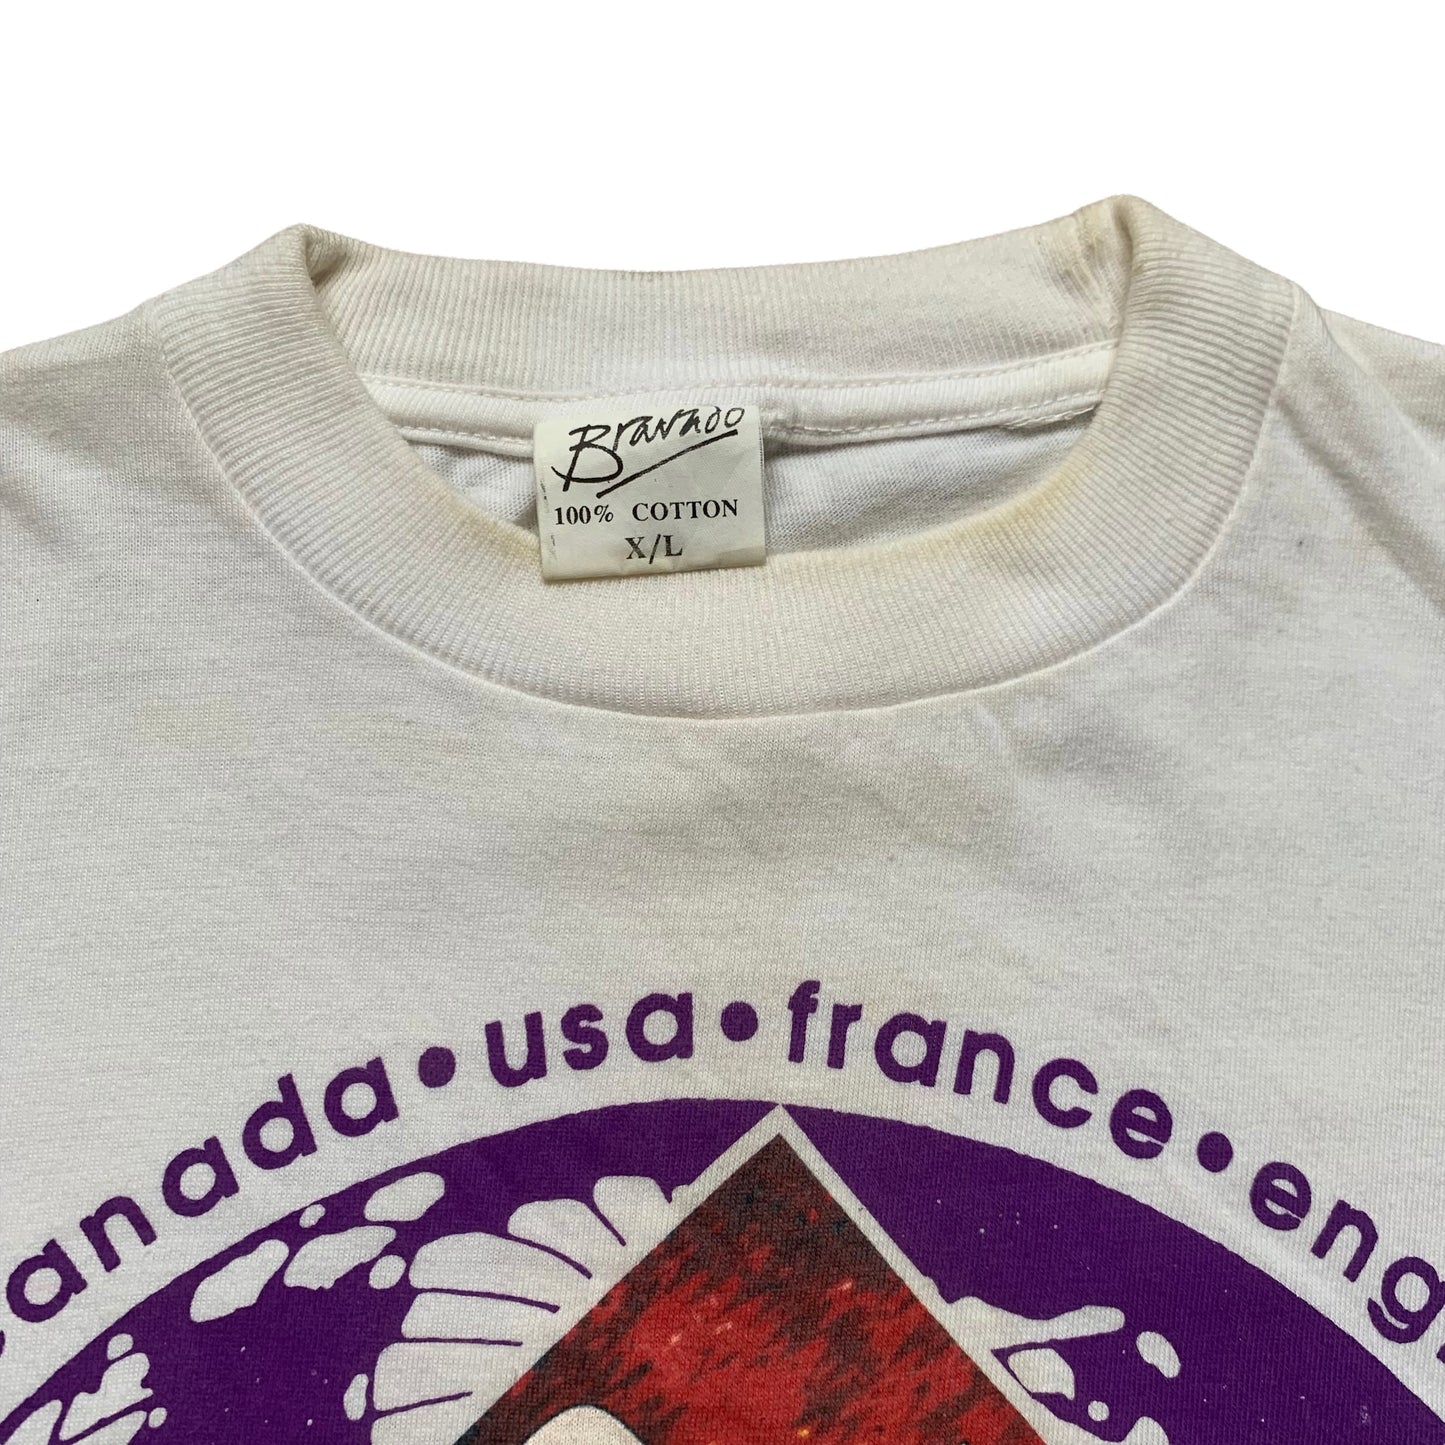 Bravado
100% COTTON
X/L
canada • usa • france • eng